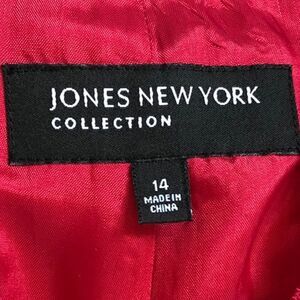 JONES NEW YORK
COLLECTION
14
MADE IN
CHINA